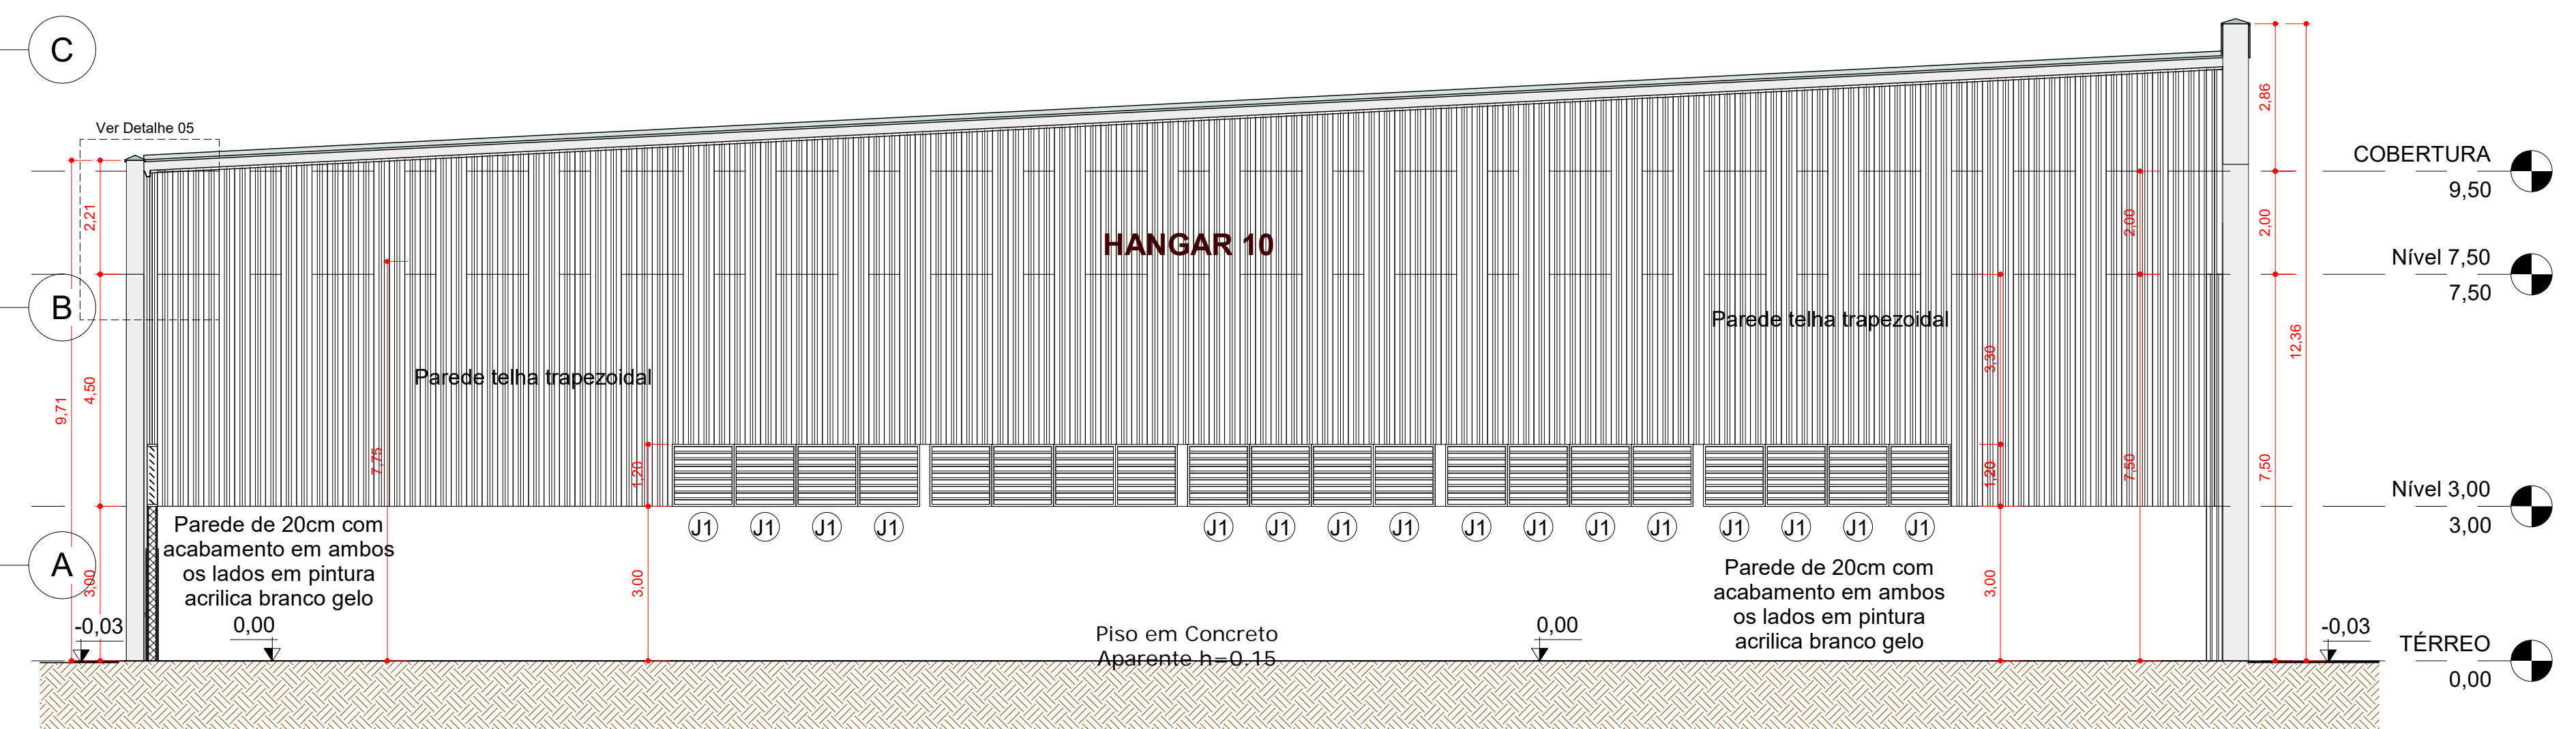 C
Ver Detalhe 05
2,86
COBERTURA
9,50
2,21
2,00
2,00
HANGAR 10
Nível 7,50
7,50
B
Parede telha trapezoidal
12,36
3,30
Parede telha trapezoidal
4,50
9,71
7,75
1,20
1,20
7,50
7,50
Nível 3,00
3,00
J1 J1 J1 J1 J1 J1 J1 J1 J1 J1 J1 J1 J1 J1 J1 J1
Parede de 20cm com
acabamento em ambos
os lados em pintura
acrilica branco gelo
A
3,00
3,00
3,00
Parede de 20cm com
acabamento em ambos
os lados em pintura
acrilica branco gelo
-0,03
0,00
Piso em Concreto
Aparente h=0.15
0,00
-0,03
TÉRREO
0,00